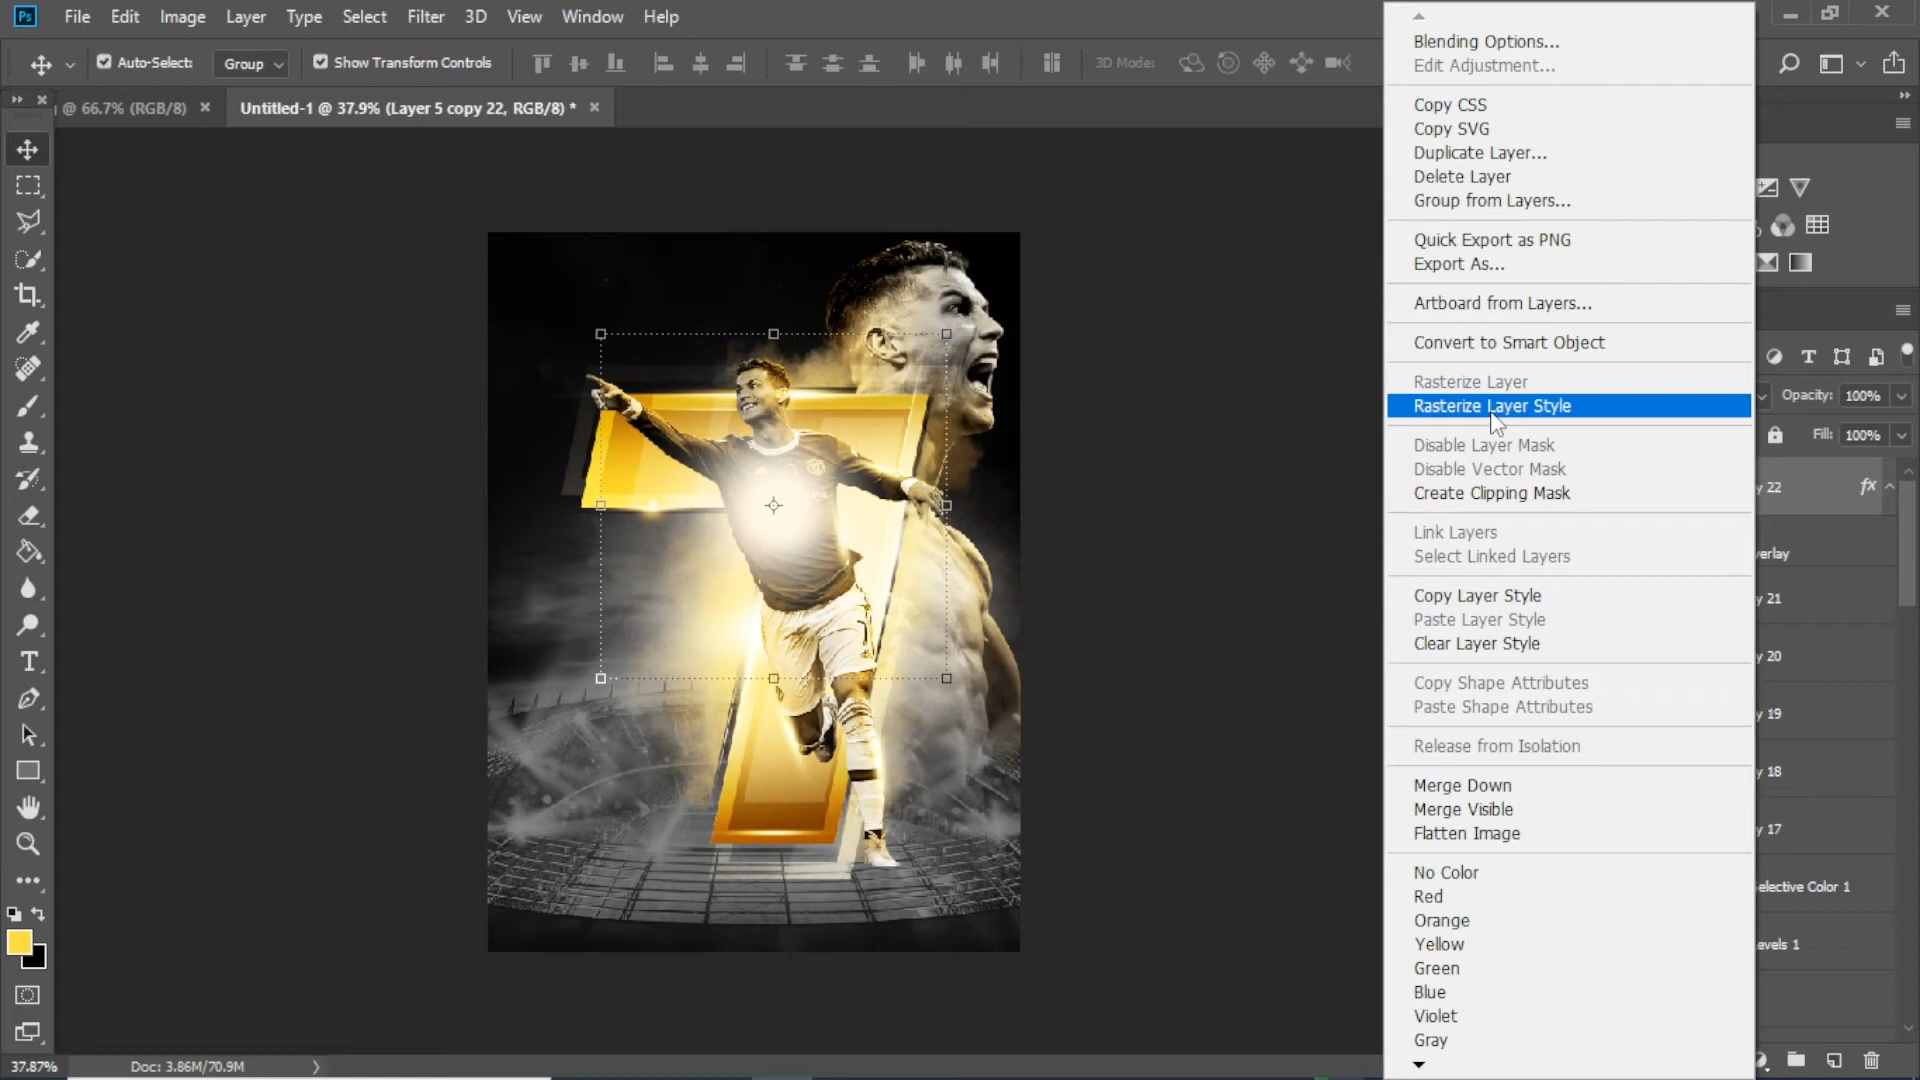 Ps
File Edit Image Layer Type Select Filter 3D View Window Help
Auto-Select: Group Show Transform Controls 3D Mode:
@ 66.7% (RGB/8) Untitled-1 @ 37.9% (Layer 5 copy 22, RGB/8) *
Blending Options...
Edit Adjustment...
Copy CSS
Copy SVG
Duplicate Layer...
Delete Layer
Group from Layers...
Quick Export as PNG
Export As...
Artboard from Layers...
Convert to Smart Object
Rasterize Layer
Rasterize Layer Style
Disable Layer Mask
Disable Vector Mask
Create Clipping Mask
Link Layers
Select Linked Layers
Copy Layer Style
Paste Layer Style
Clear Layer Style
Copy Shape Attributes
Paste Shape Attributes
Release from Isolation
Merge Down
Merge Visible
Flatten Image
No Color
Red
Orange
Yellow
Green
Blue
Violet
Gray
Opacity: 100%
Fill: 100%
y 22 fx
verlay
y 21
y 20
y 19
y 18
y 17
elective Color 1
evels 1
7
37.87% Doc: 3.86M/70.9M